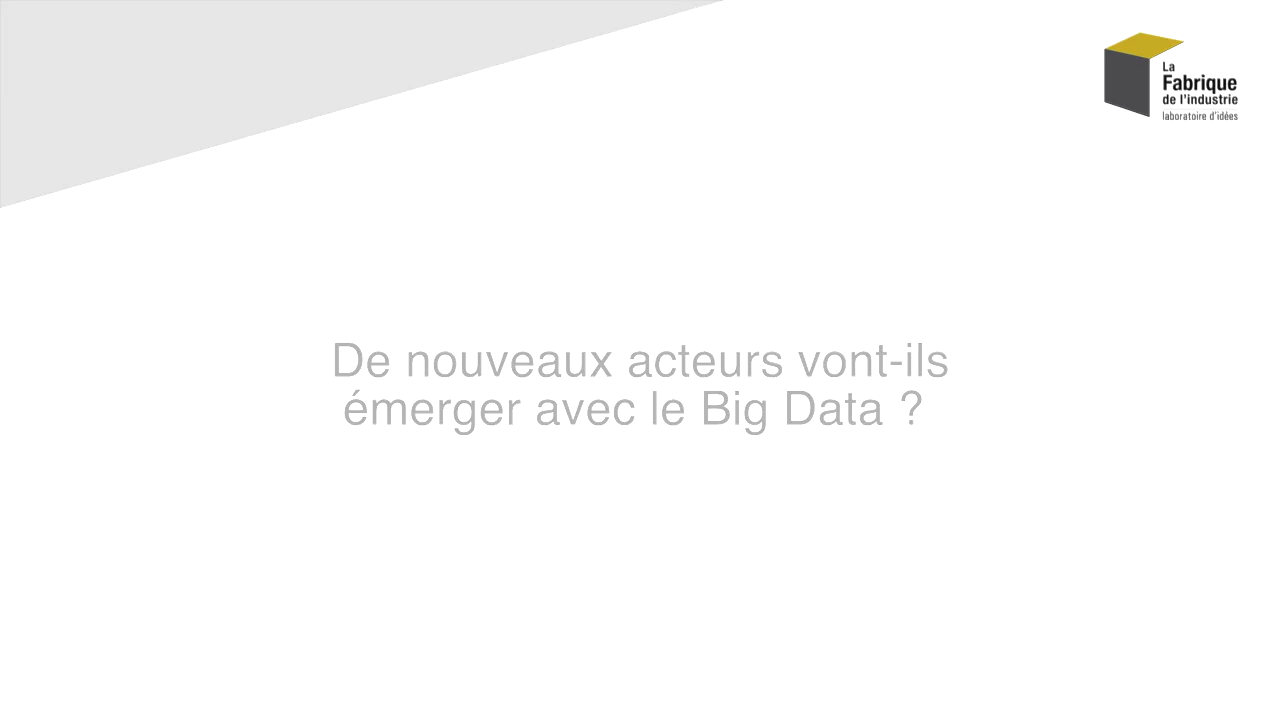 La
Fabrique
de l'industrie
laboratoire d'idées
De nouveaux acteurs vont-ils
émerger avec le Big Data ?